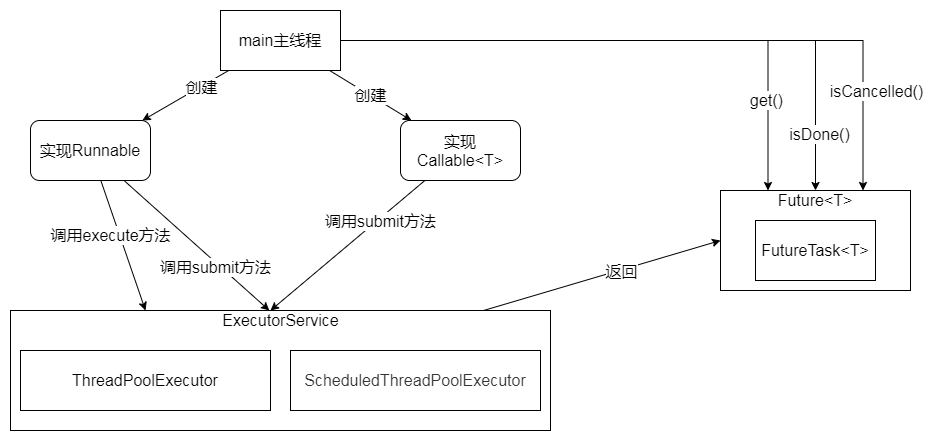 main主线程
创建
创建
get()
isCancelled()
isDone()
实现Runnable
实现
Callable<T>
调用execute方法
调用submit方法
调用submit方法
Future<T>
FutureTask<T>
返回
ExecutorService
ThreadPoolExecutor
ScheduledThreadPoolExecutor